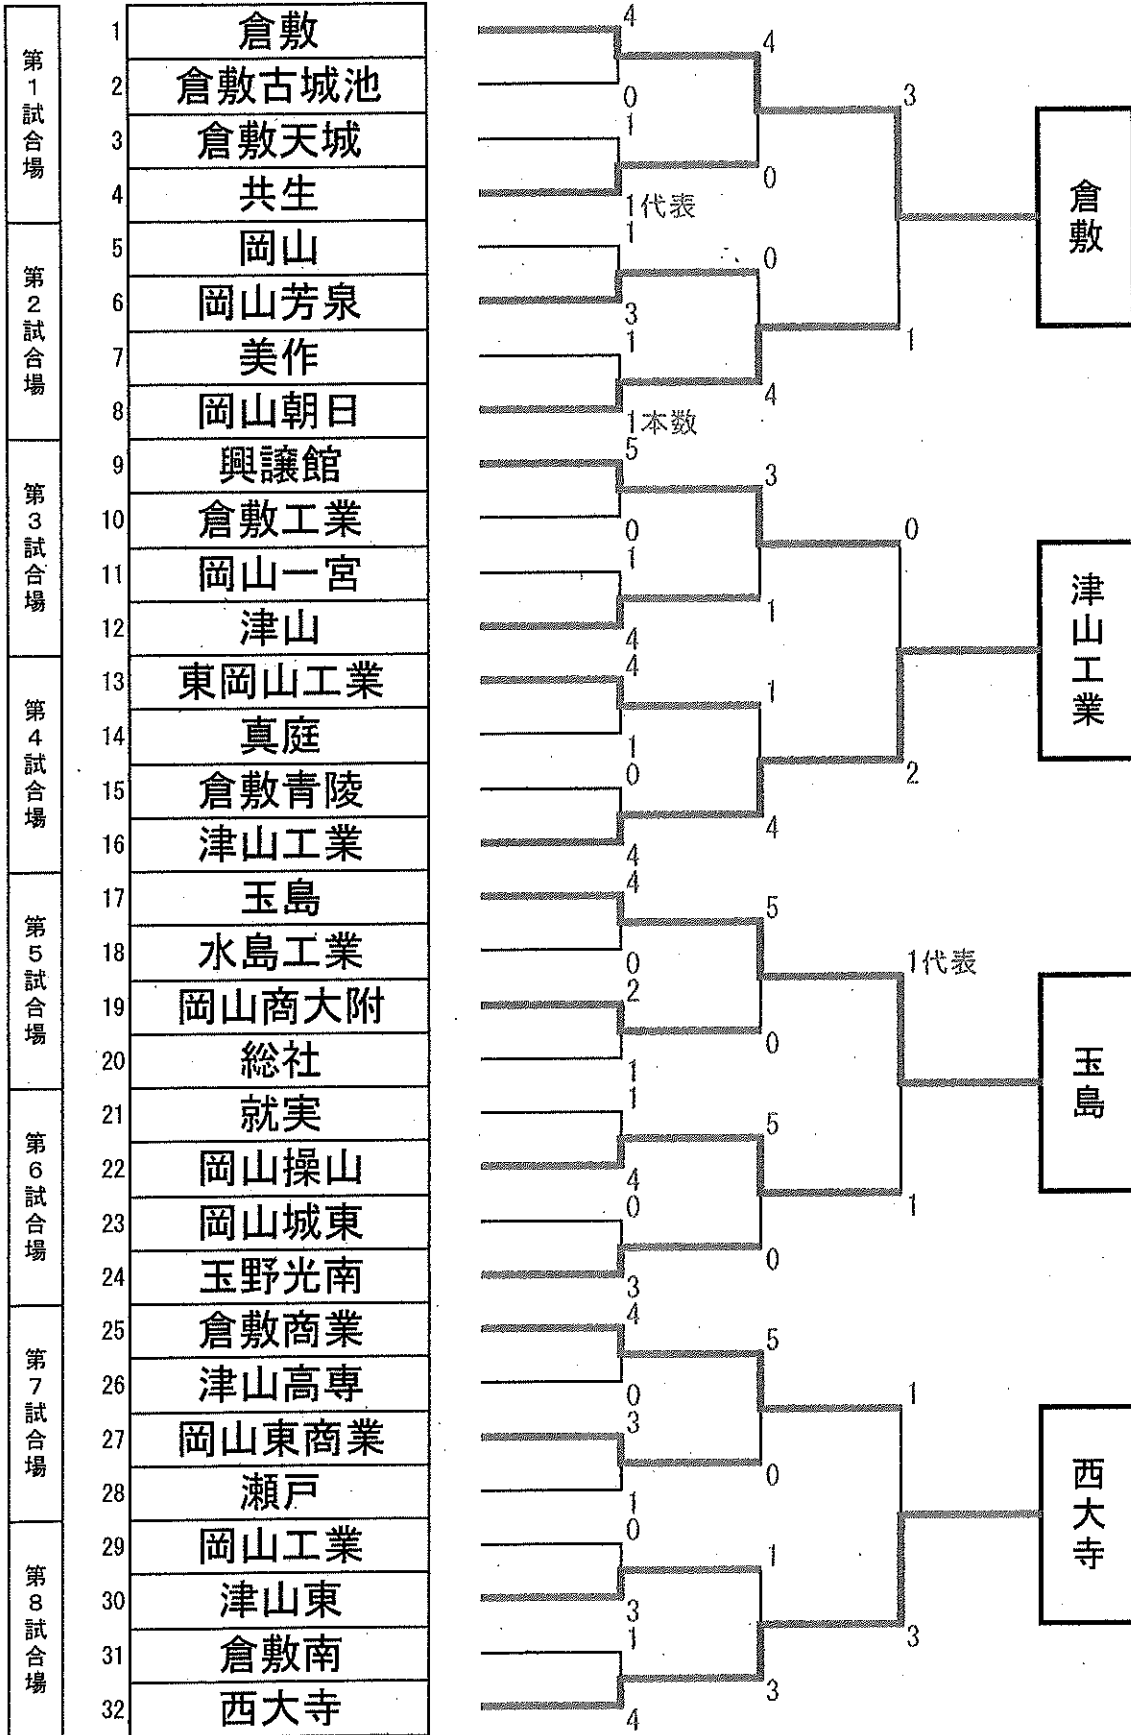 第1試合場
1 倉敷
2 倉敷古城池
3 倉敷天城
4 共生
第2試合場
5 岡山
6 岡山芳泉
7 美作
8 岡山朝日
第3試合場
9 興譲館
10 倉敷工業
11 岡山一宮
12 津山
第4試合場
13 東岡山工業
14 真庭
15 倉敷青陵
16 津山工業
第5試合場
17 玉島
18 水島工業
19 岡山商大附
20 総社
第6試合場
21 就実
22 岡山操山
23 岡山城東
24 玉野光南
第7試合場
25 倉敷商業
26 津山高専
27 岡山東商業
28 瀬戸
第8試合場
29 岡山工業
30 津山東
31 倉敷南
32 西大寺
4
0
1
1代表
1
3
1
1本数
5
0
1
4
4
1
0
4
4
0
2
1
1
4
0
3
4
0
3
1
0
3
1
4
4
0
0
4
3
1
1
4
5
0
5
0
5
0
1
3
3
1
0
2
1代表
1
1
3
倉敷
津山工業
玉島
西大寺